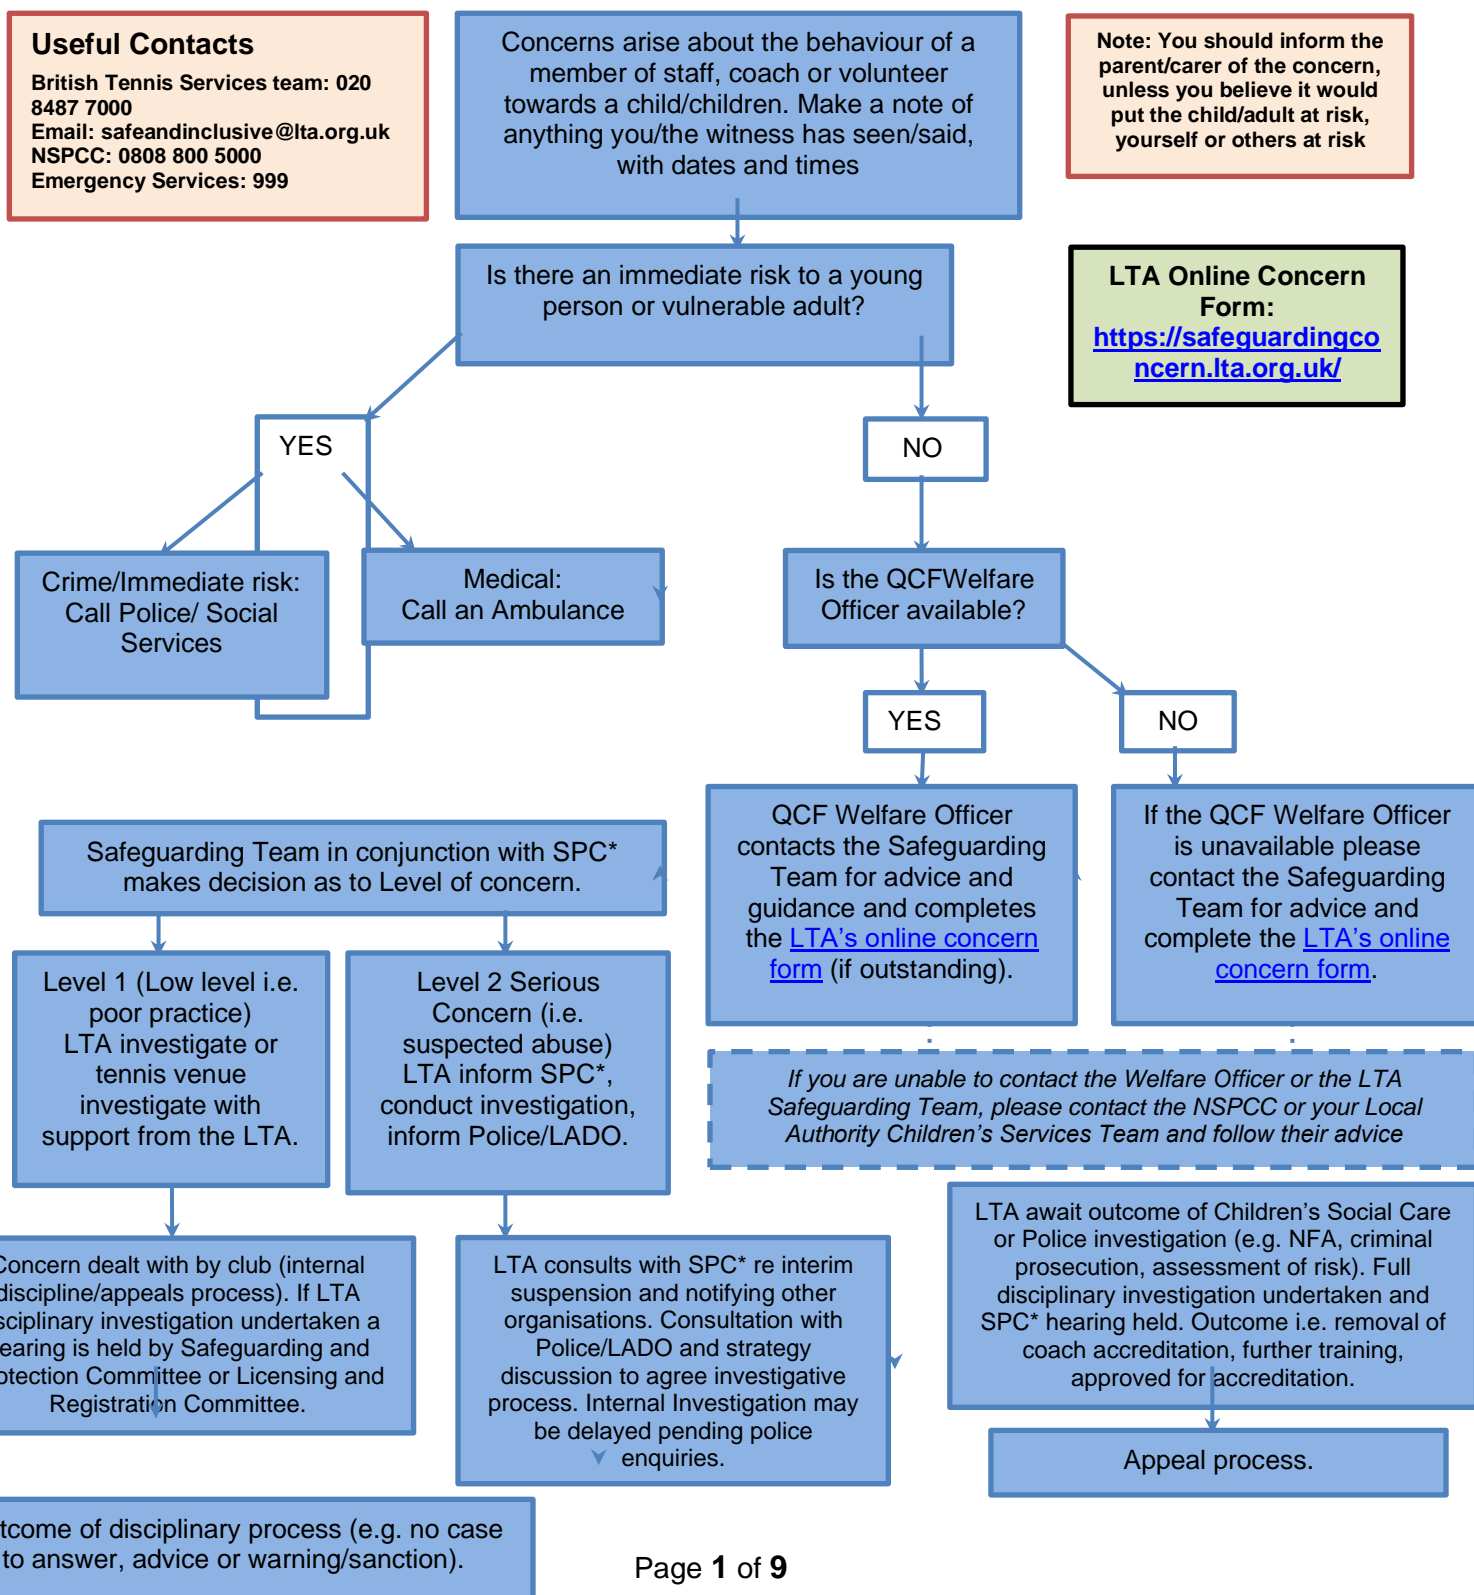 Useful Contacts
British Tennis Services team: 020
8487 7000
Email: safeandinclusive@lta.org.uk
NSPCC: 0808 800 5000
Emergency Services: 999
Concerns arise about the behaviour of a
member of staff, coach or volunteer
towards a child/children. Make a note of
anything you/the witness has seen/said,
with dates and times
Note: You should inform the
parent/carer of the concern,
unless you believe it would
put the child/adult at risk,
yourself or others at risk
Is there an immediate risk to a young
person or vulnerable adult?
LTA Online Concern
Form:
https://safeguardingco
ncern.lta.org.uk/
YES
NO
Crime/Immediate risk:
Call Police/ Social
Services
Medical:
Call an Ambulance
Is the QCFWelfare
Officer available?
YES
NO
QCF Welfare Officer
contacts the Safeguarding
Team for advice and
guidance and completes
the LTA's online concern
form (if outstanding).
If the QCF Welfare Officer
is unavailable please
contact the Safeguarding
Team for advice and
complete the LTA's online
concern form.
Safeguarding Team in conjunction with SPC*
makes decision as to Level of concern.
Level 1 (Low level i.e.
poor practice)
LTA investigate or
tennis venue
investigate with
support from the LTA.
Level 2 Serious
Concern (i.e.
suspected abuse)
LTA inform SPC*,
conduct investigation,
inform Police/LADO.
If you are unable to contact the Welfare Officer or the LTA
Safeguarding Team, please contact the NSPCC or your Local
Authority Children's Services Team and follow their advice
Concern dealt with by club (internal
discipline/appeals process). If LTA
sciplinary investigation undertaken a
earing is held by Safeguarding and
otection Committee or Licensing and
Registration Committee.
LTA consults with SPC* re interim
suspension and notifying other
organisations. Consultation with
Police/LADO and strategy
discussion to agree investigative
process. Internal Investigation may
be delayed pending police
enquiries.
LTA await outcome of Children's Social Care
or Police investigation (e.g. NFA, criminal
prosecution, assessment of risk). Full
disciplinary investigation undertaken and
SPC* hearing held. Outcome i.e. removal of
coach accreditation, further training,
approved for accreditation.
Appeal process.
tcome of disciplinary process (e.g. no case
to answer, advice or warning/sanction).
Page 1 of 9